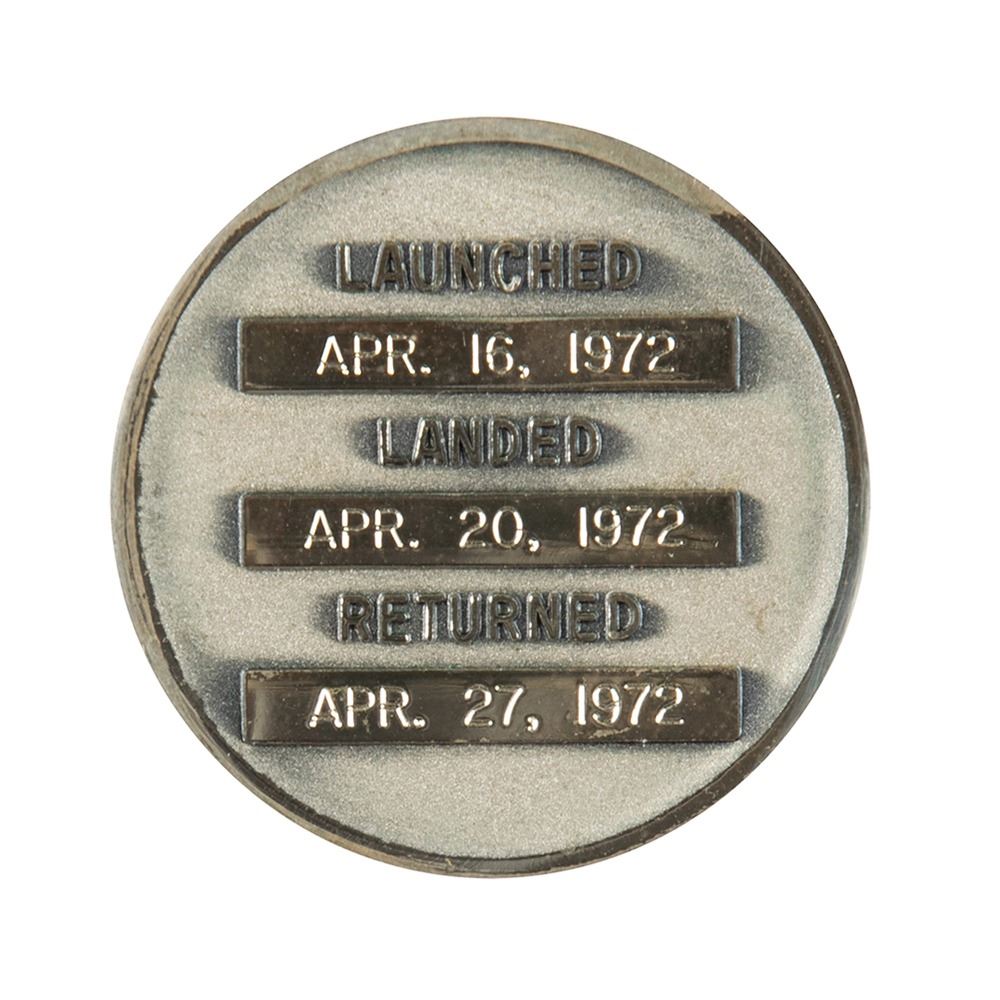 LAUNCHED
APR. 16, 1972
LANDED
APR. 20, 1972
RETURNED
APR. 27, 1972